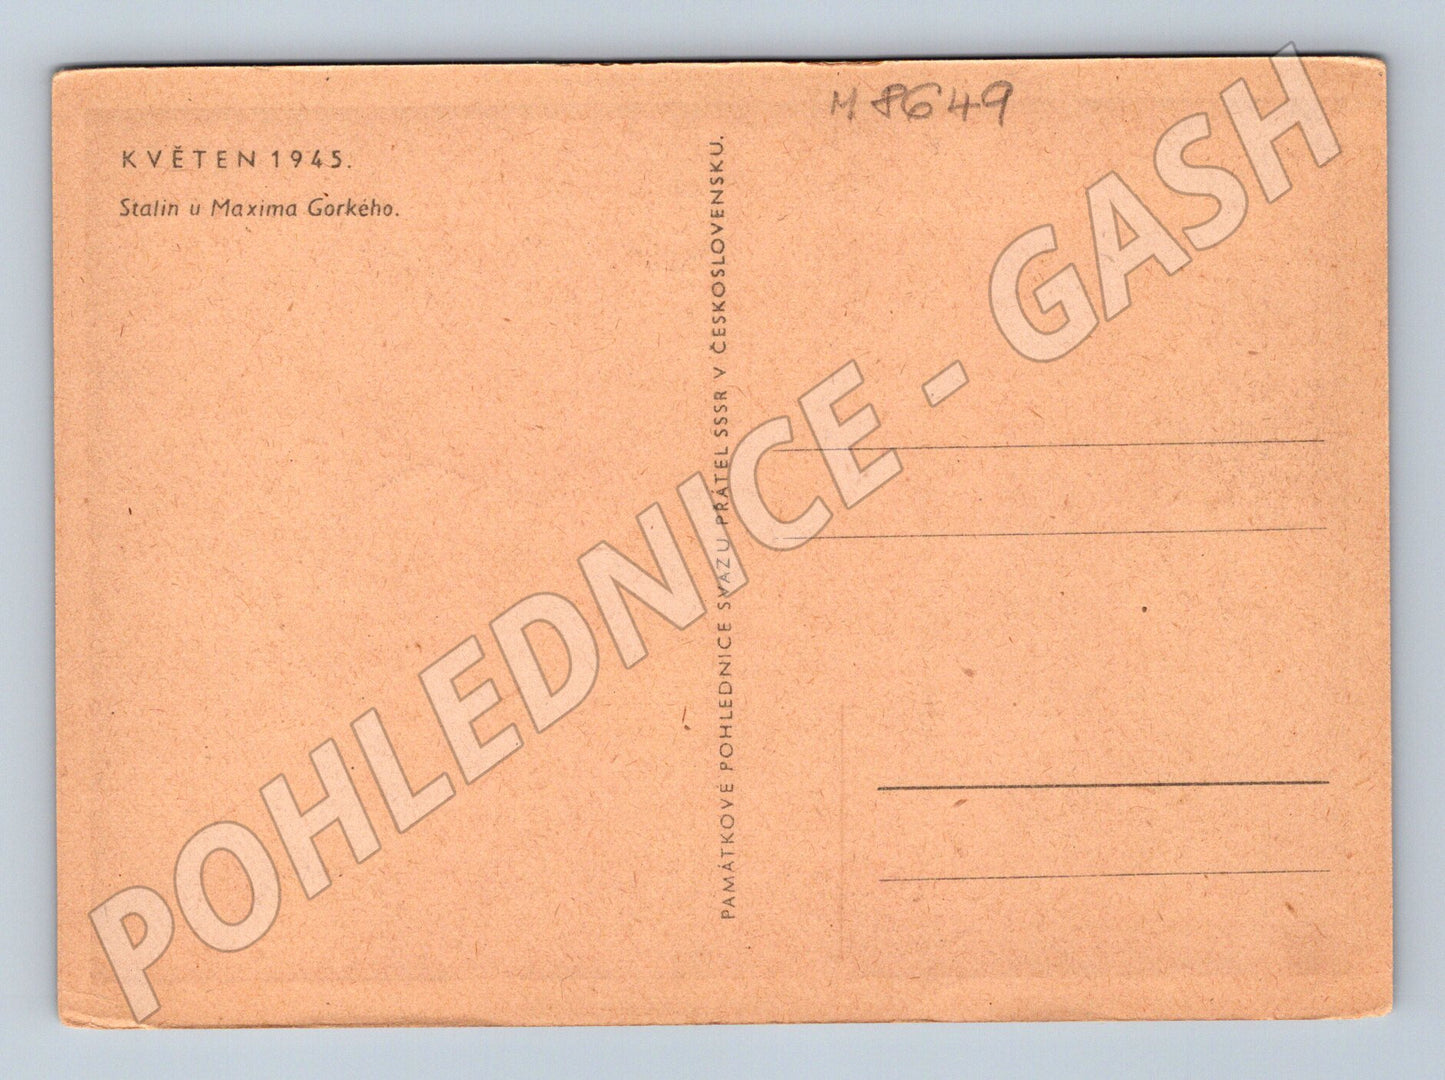 M 8649
KVĚTEN 1945.
Stalin u Maxima Gorkého.
PAMÁTKOVÉ POHLEDNICE SVAZU PŘÁTEL SSSR V ČESKOSLOVENSKU.
POHLEDNICE - GASH